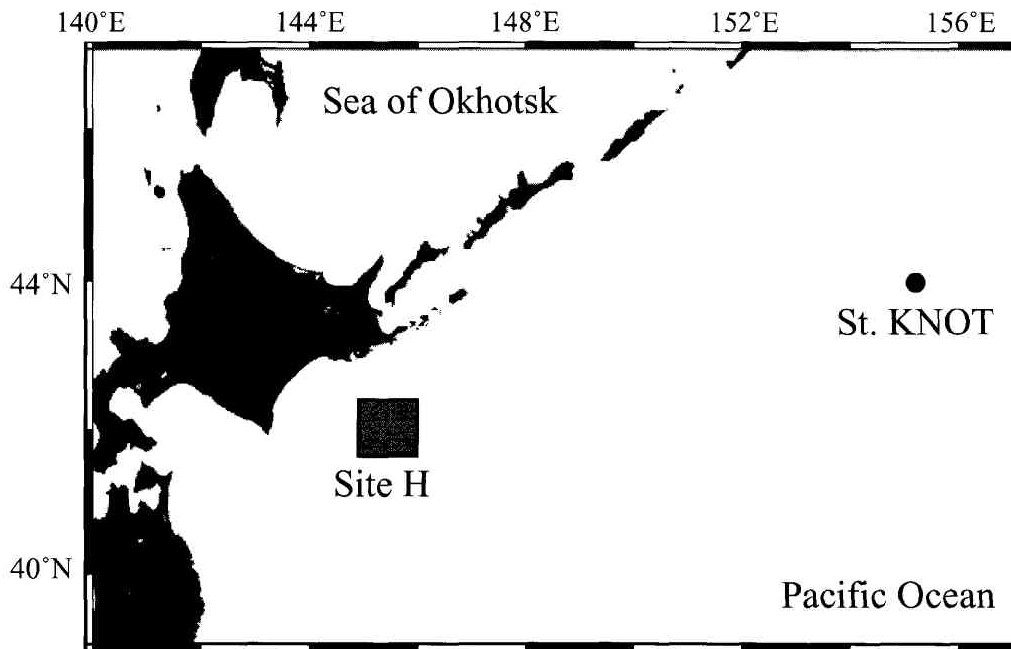 140˚E 144˚E 148˚E 152˚E 156˚E
Sea of Okhotsk
44˚N
St. KNOT
Site H
40˚N
Pacific Ocean